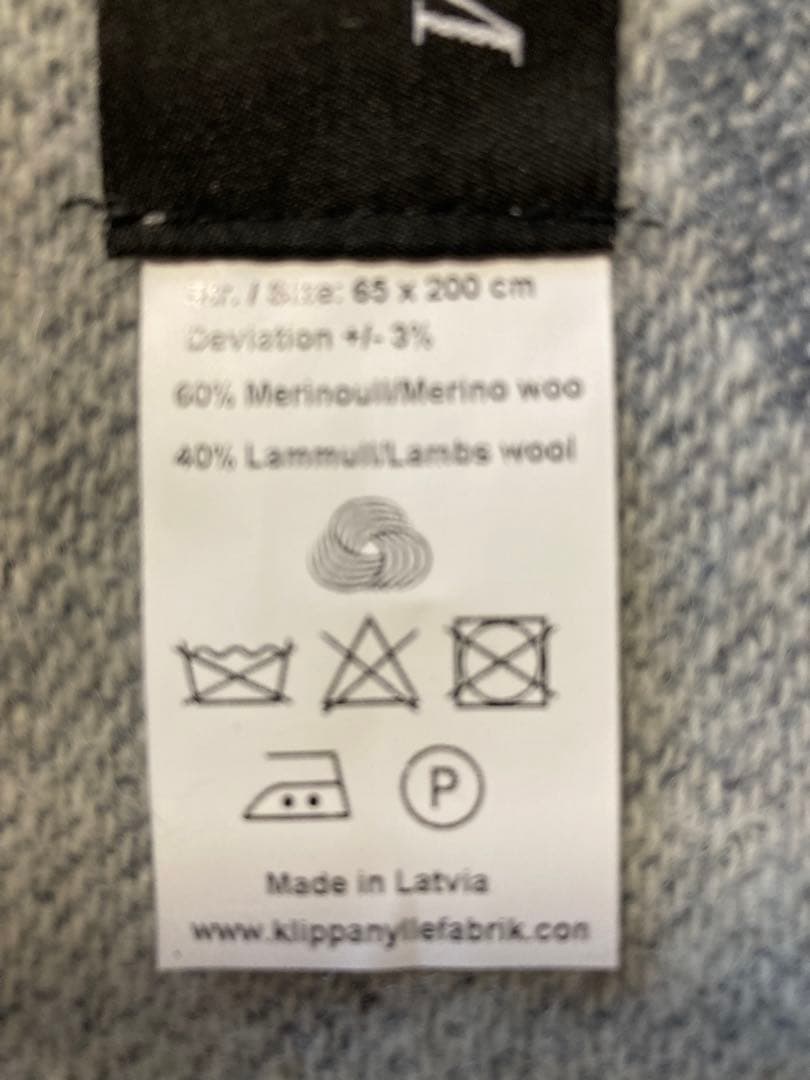 / Size: 65 x 200 cm
Deviation +/- 3%
60% Merinoull/Merino woo
40% Lammull/Lambs wool
P
Made in Latvia
www.klippanyllefabrik.con